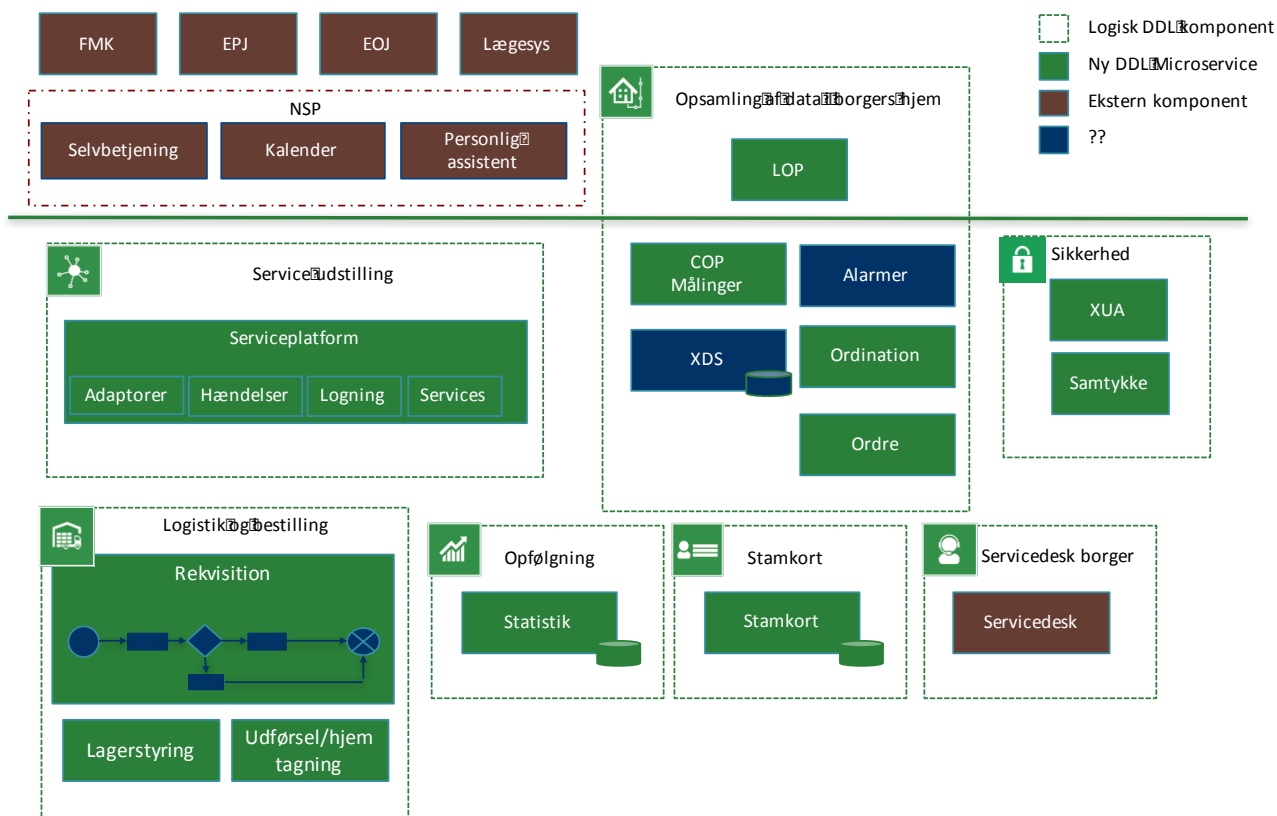 FMK
EPJ
EOJ
Lægesys
NSP
Selvbetjening
Kalender
Personlig
assistent
Logisk DDL komponent
Ny DDL Microservice
Ekstern komponent
??
Opsamling af data i borgers hjem
LOP
COP
Målinger
Alarmer
XDS
Ordination
Ordre
Sikkerhed
XUA
Samtykke
Service udstilling
Serviceplatform
Adaptorer
Hændelser
Logning
Services
Logistik og bestilling
Rekvisition
Lagerstyring
Udførsel/hjem
tagning
Opfølgning
Statistik
Stamkort
Stamkort
Servicedesk borger
Servicedesk